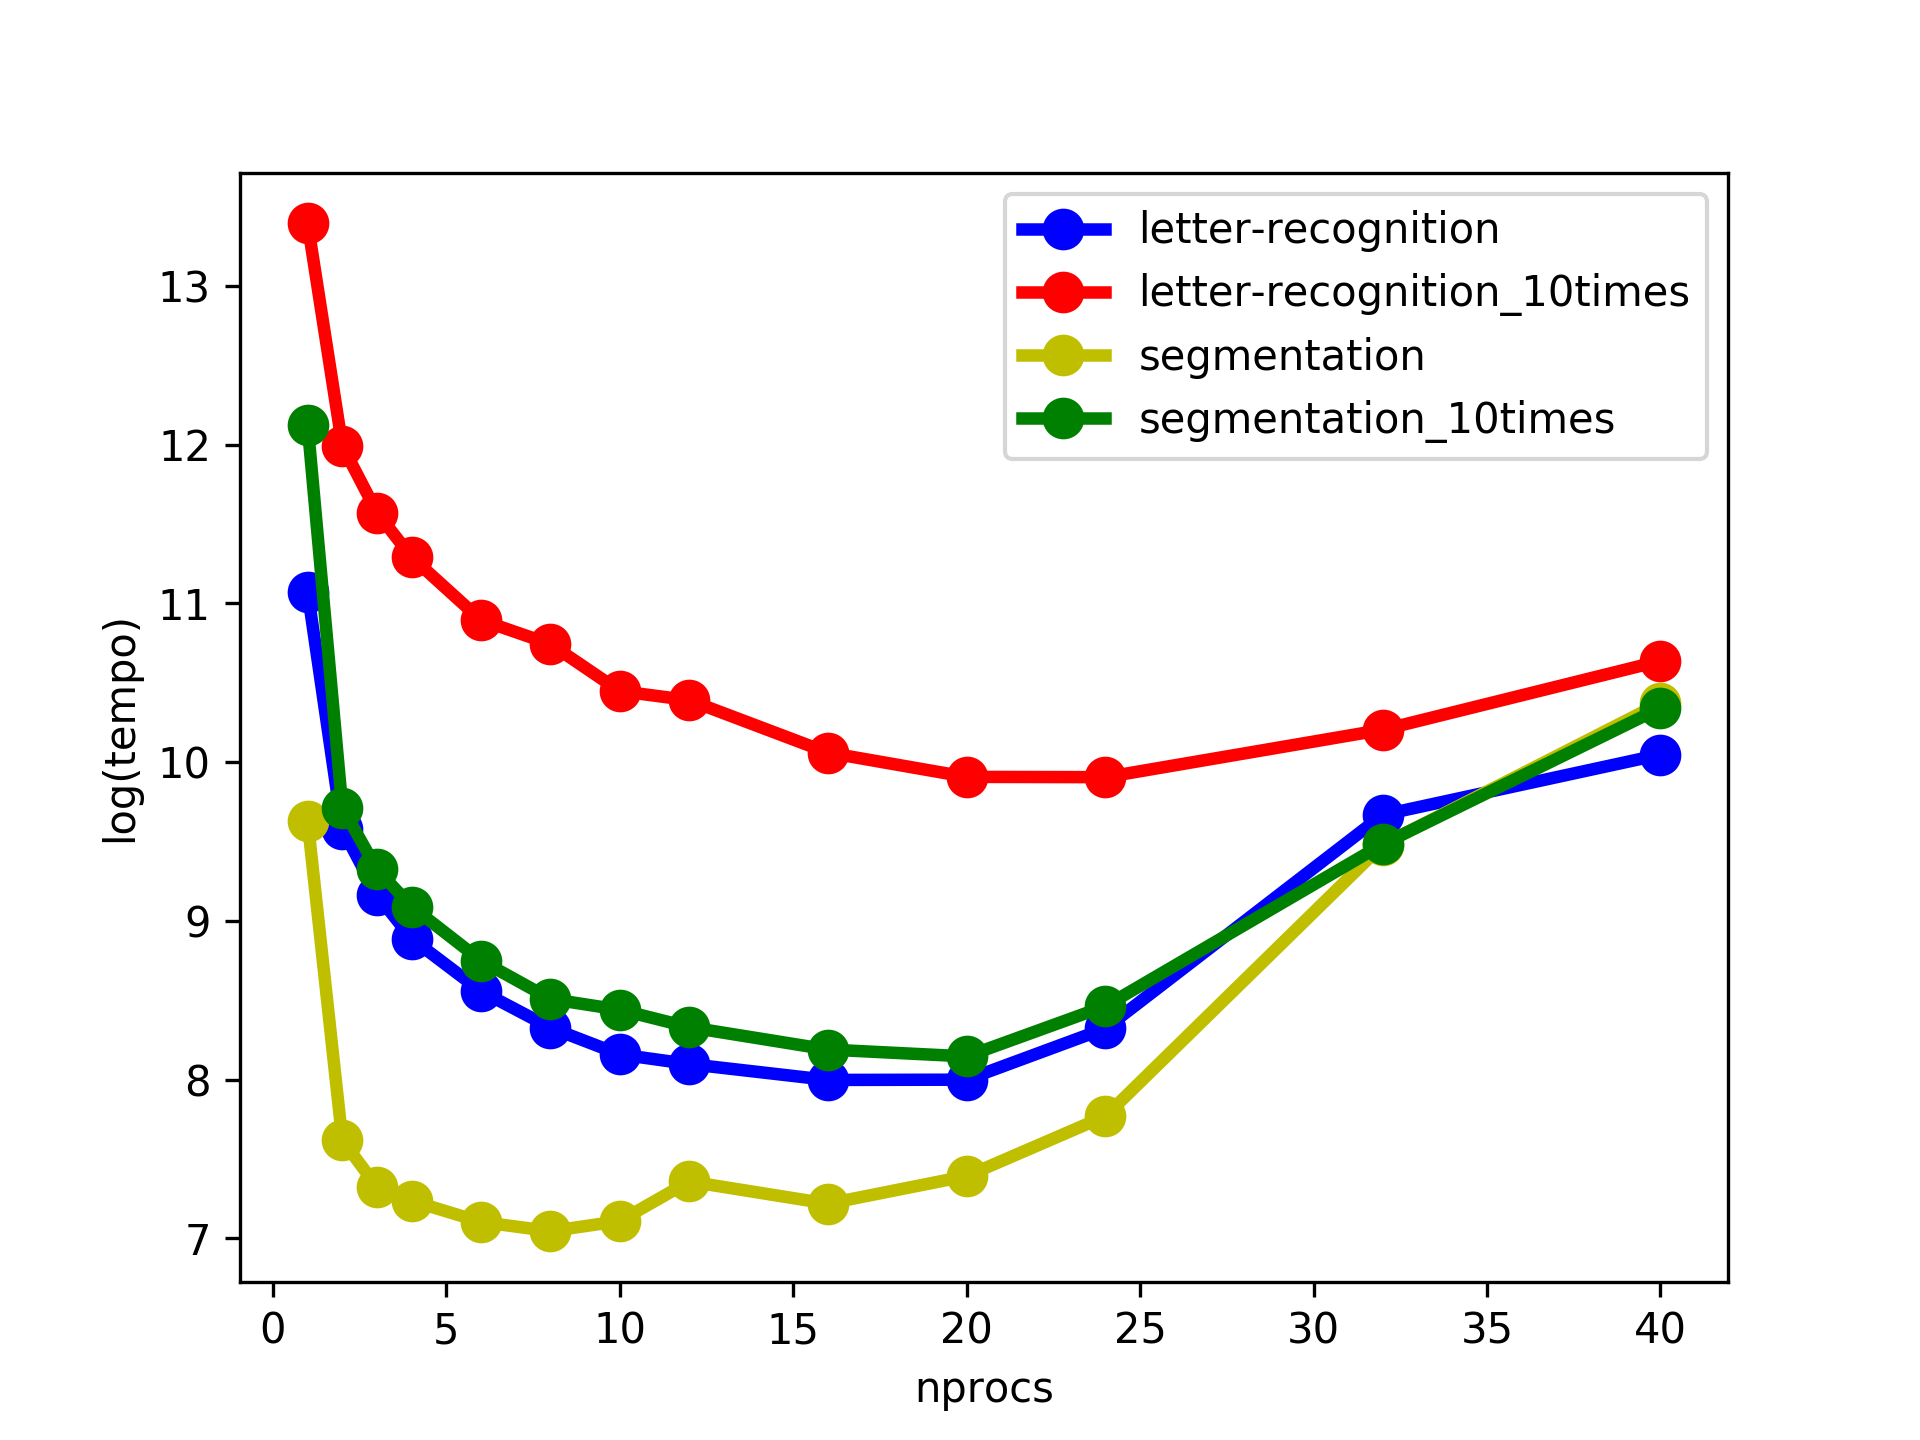 letter-recognition
letter-recognition_10times
segmentation
segmentation_10times
13
12
11
10
9
8
7
log(tempo)
0 5 10 15 20 25 30 35 40
nprocs